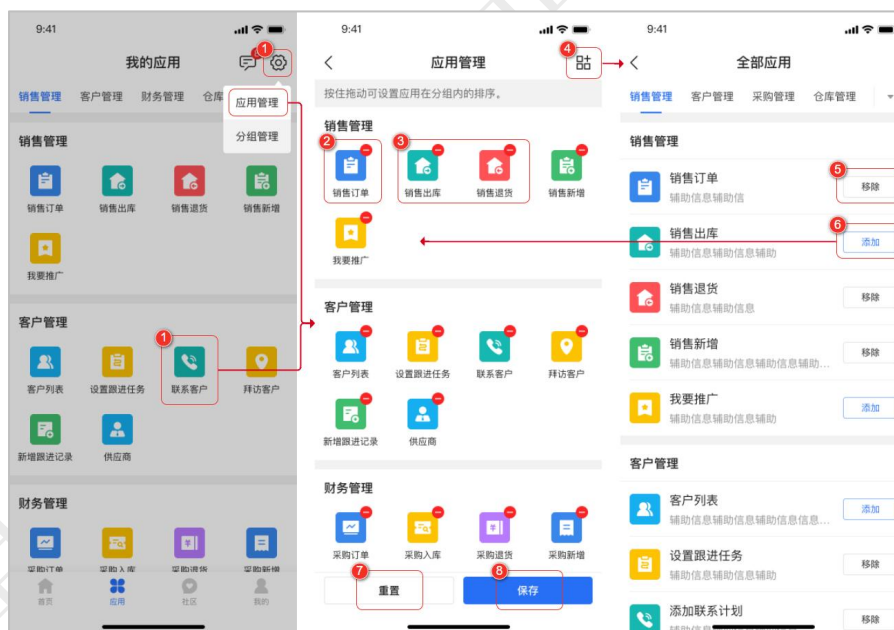 9:41
我的应用
1
销售管理 客户管理 财务管理 仓库
应用管理
分组管理
销售管理
销售订单 销售出库 销售退货 销售新增
我要推广
客户管理
1
客户列表 设置跟进任务 联系客户 拜访客户
新增跟进记录 供应商
财务管理
采购订单 采购入库 采购退货 采购新增
首页 应用 社区 我的
9:41
应用管理
4
按住拖动可设置应用在分组内的排序。
销售管理
2 3
销售订单 销售出库 销售退货 销售新增
我要推广
客户管理
客户列表 设置跟进任务 联系客户 拜访客户
新增跟进记录 供应商
财务管理
采购订单 采购入库 采购退货 采购新增
7 8
重置 保存
9:41
全部应用
销售管理 客户管理 采购管理 仓库管理
销售管理
销售订单
辅助信息辅助信
5
移除
销售出库
辅助信息辅助信息辅助
6
添加
销售退货
辅助信息辅助信息
移除
销售新增
辅助信息辅助信息辅助信息辅助...
移除
我要推广
辅助信息辅助信息辅助
添加
客户管理
客户列表
辅助信息辅助信息辅助信息信息...
添加
设置跟进任务
辅助信息辅助信息辅助
移除
添加联系计划
移除